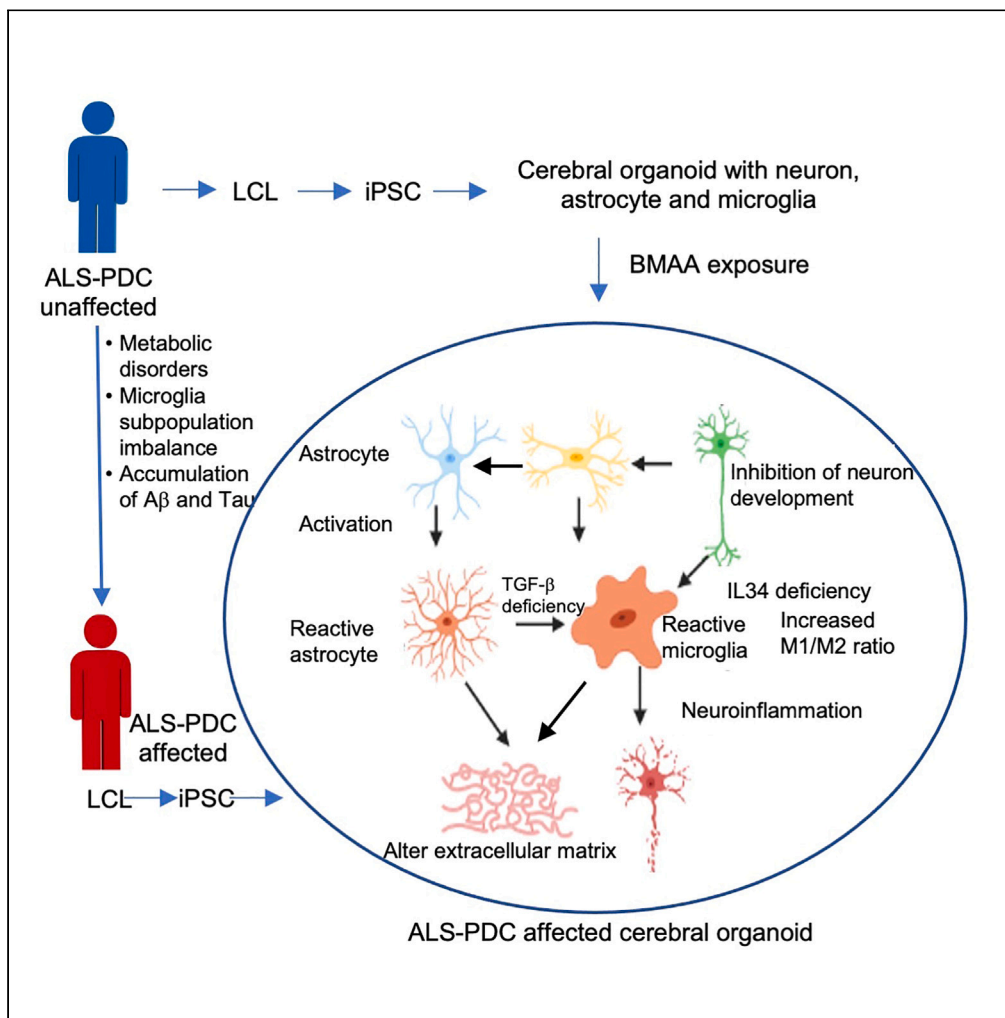 LCL
iPSC
Cerebral organoid with neuron,
astrocyte and microglia
BMAA exposure
ALS-PDC
unaffected
• Metabolic
disorders
• Microglia
subpopulation
imbalance
• Accumulation
of Aβ and Tau
Astrocyte
Inhibition of neuron
development
Activation
TGF-β
deficiency
IL34 deficiency
Increased
M1/M2 ratio
Reactive
astrocyte
Reactive
microglia
Neuroinflammation
ALS-PDC
affected
LCL
iPSC
Alter extracellular matrix
ALS-PDC affected cerebral organoid